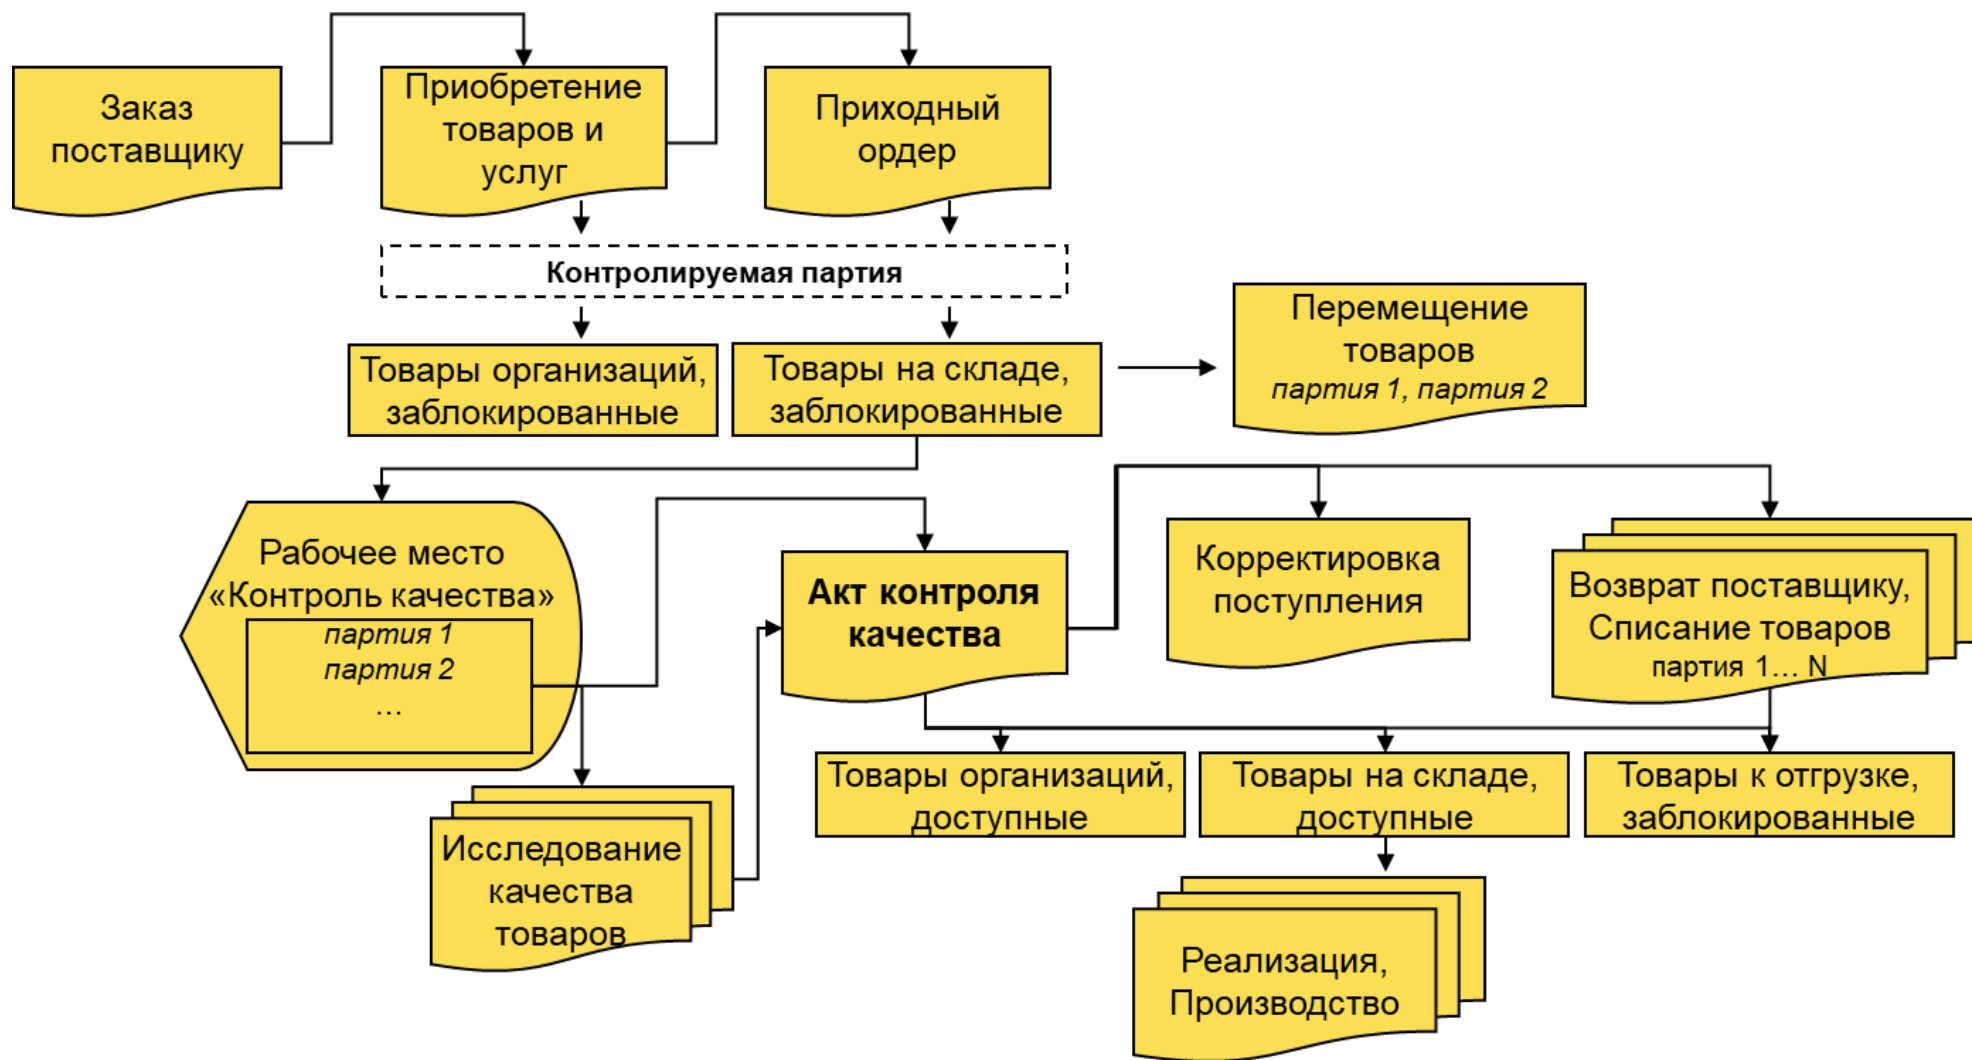 Заказ
поставщику
Приобретение
товаров и
услуг
Приходный
ордер
Контролируемая партия
Товары организаций,
заблокированные
Товары на складе,
заблокированные
Перемещение
товаров
партия 1, партия 2
Рабочее место
«Контроль качества»
партия 1
партия 2
...
Акт контроля
качества
Корректировка
поступления
Возврат поставщику,
Списание товаров
партия 1... N
Товары организаций,
доступные
Товары на складе,
доступные
Товары к отгрузке,
заблокированные
Исследование
качества
товаров
Реализация,
Производство